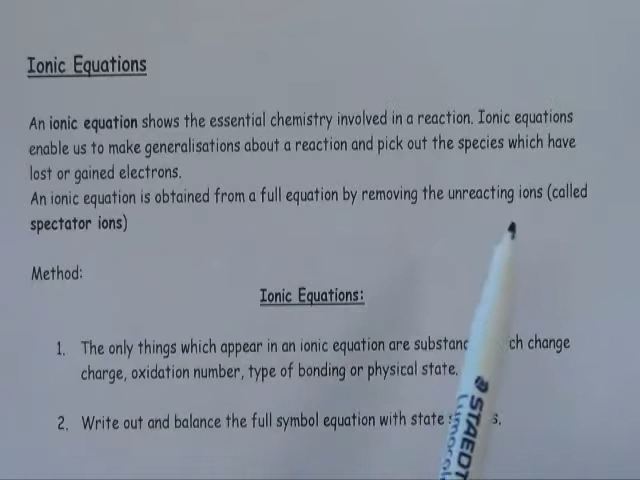 Ionic Equations
An ionic equation shows the essential chemistry involved in a reaction. Ionic equations
enable us to make generalisations about a reaction and pick out the species which have
lost or gained electrons.
An ionic equation is obtained from a full equation by removing the unreacting ions (called
spectator ions)
Method:
Ionic Equations:
1. The only things which appear in an ionic equation are substanc ch change
charge, oxidation number, type of bonding or physical state.
2. Write out and balance the full symbol equation with state s.
STAEDT